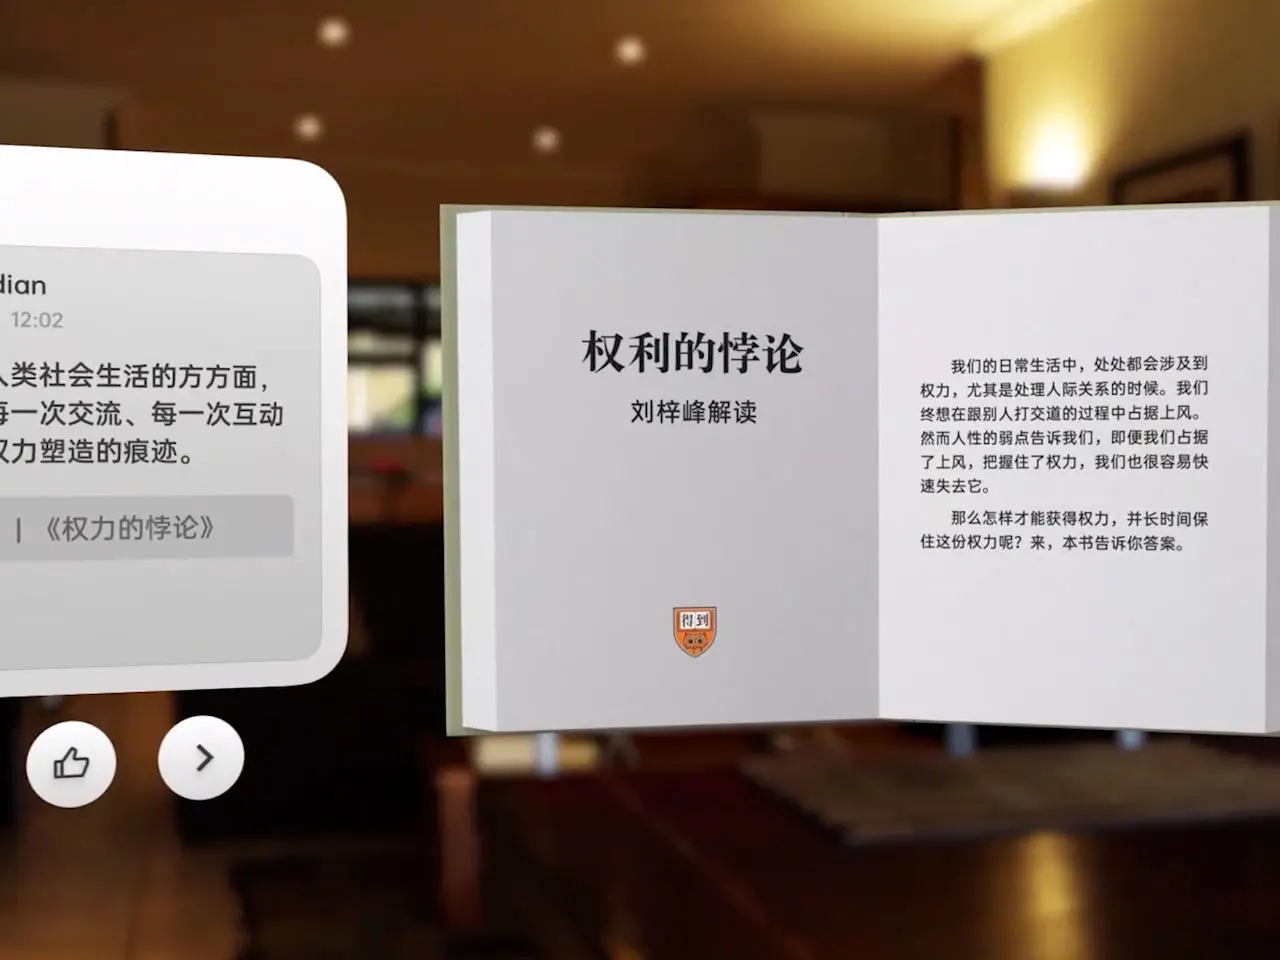 dian
12:02
人类社会生活的方方面，
每一次交流、每一次互动
权力塑造的痕迹。
| 《权力的悖论》
权利的悖论
刘梓峰解读
得到
我们的日常生活中，处处都会涉及到
权力，尤其是处理人际关系的时候。我们
终想在跟别人打交道的过程中占据上风。
然而人性的弱点告诉我们，即便我们占据
了上风，把握住了权力，我们也很容易快
速失去它。
那么怎样才能获得权力，并长时间保
住这份权力呢？来，本书告诉你答案。